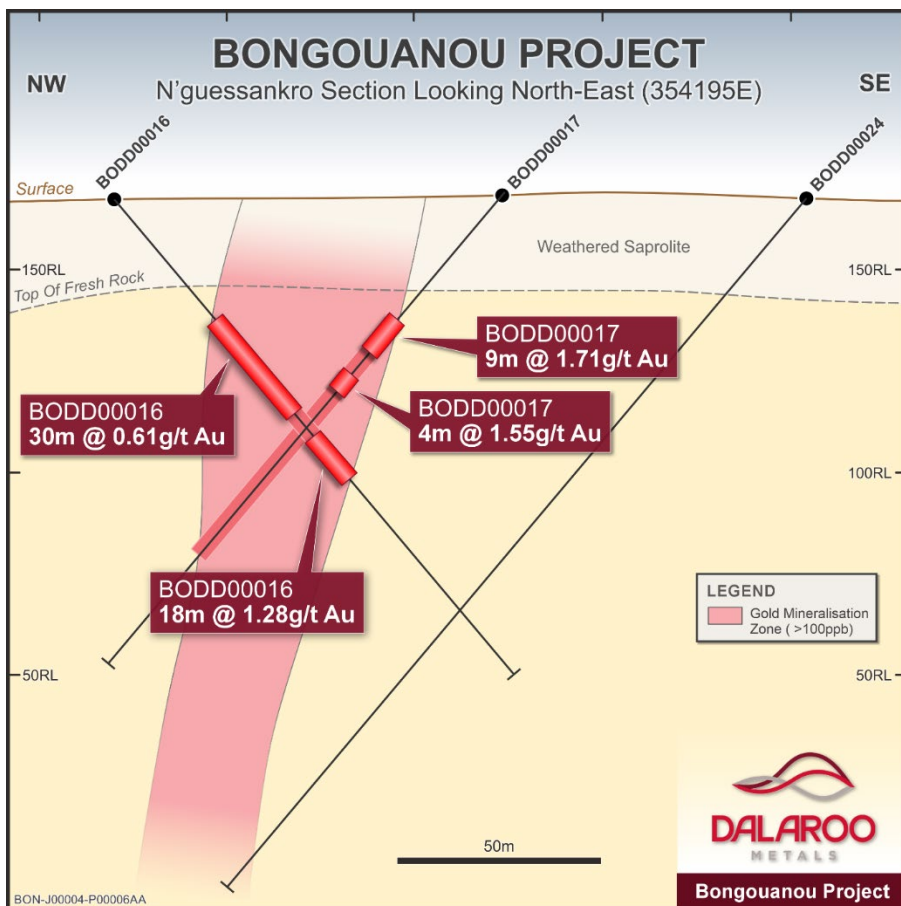 BONGOUANOU PROJECT
N'guessankro Section Looking North-East (354195E)
NW
SE
BODD00016
BODD00017
BODD00024
Surface
Weathered Saprolite
150RL
150RL
Top Of Fresh Rock
BODD00017
9m @ 1.71g/t Au
BODD00016
30m @ 0.61g/t Au
BODD00017
4m @ 1.55g/t Au
100RL
100RL
BODD00016
18m @ 1.28g/t Au
LEGEND
Gold Mineralisation
Zone ( >100ppb)
50RL
50RL
50m
DALAROO
METALS
Bongouanou Project
BON-J00004-P00006AA